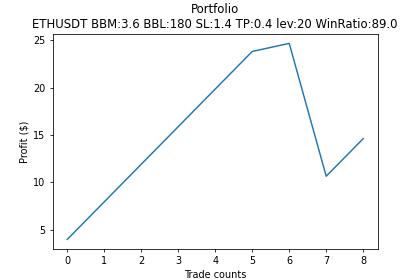 Portfolio
ETHUSDT BBM:3.6 BBL:180 SL:1.4 TP:0.4 lev:20 WinRatio:89.0
25
20
15
10
5
Profit ($)
0 1 2 3 4 5 6 7 8
Trade counts